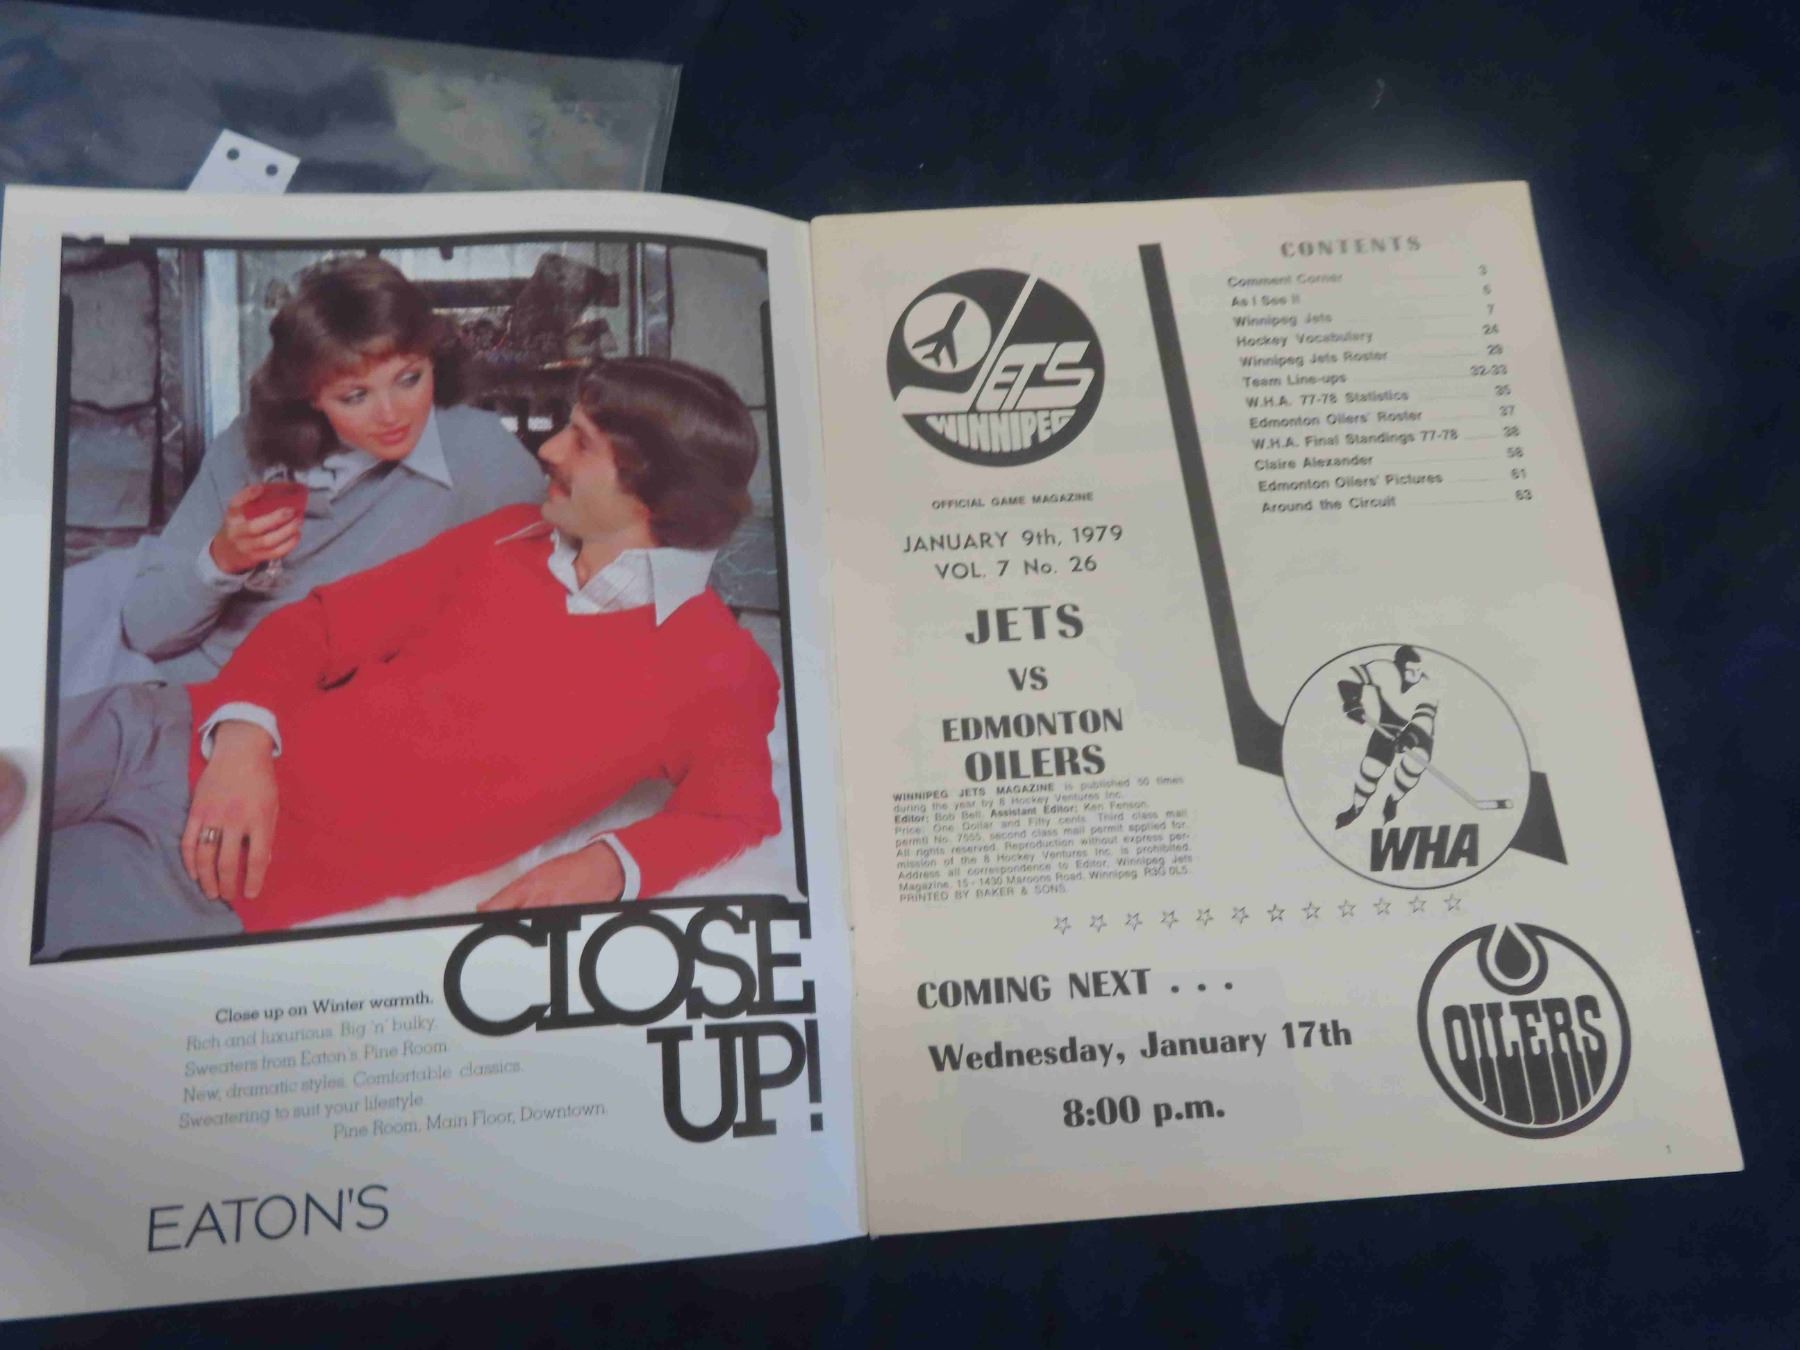 CLOSE
UP!
Close up on Winter warmth.
Rich and luxurious. Big 'n' bulky.
Sweaters from Eaton's Pine Room.
New, dramatic styles. Comfortable classics.
Sweatering to suit your lifestyle.
Pine Room, Main Floor, Downtown
EATON'S
JETS
WINNIPEG
OFFICIAL GAME MAGAZINE
JANUARY 9th, 1979
VOL. 7 No. 26
JETS
VS
EDMONTON
OILERS
WINNIPEG JETS MAGAZINE is published 50 times
during the year by 8 Hockey Ventures Inc.
Editor: Bob Bell. Assistant Editor: Ken Fenson.
Price: One Dollar and Fifty cents. Third class mail
permit No. 7555, second class mail permit applied for.
All rights reserved. Reproduction without express per-
mission of the 8 Hockey Ventures Inc. is prohibited.
Address all correspondence to Editor, Winnipeg Jets
Magazine, 15 - 1430 Maroons Road, Winnipeg R3G 0L5.
PRINTED BY BAKER & SONS.
CONTENTS
Comment Corner 3
As I See It 5
Winnipeg Jets 7
Hockey Vocabulary 24
Winnipeg Jets Roster 29
Team Line-ups 32-33
W.H.A. 77-78 Statistics 35
Edmonton Oilers' Roster 37
W.H.A. Final Standings 77-78 38
Claire Alexander 58
Edmonton Oilers' Pictures 61
Around the Circuit 63
WHA
COMING NEXT . . .
Wednesday, January 17th
8:00 p.m.
OILERS
1